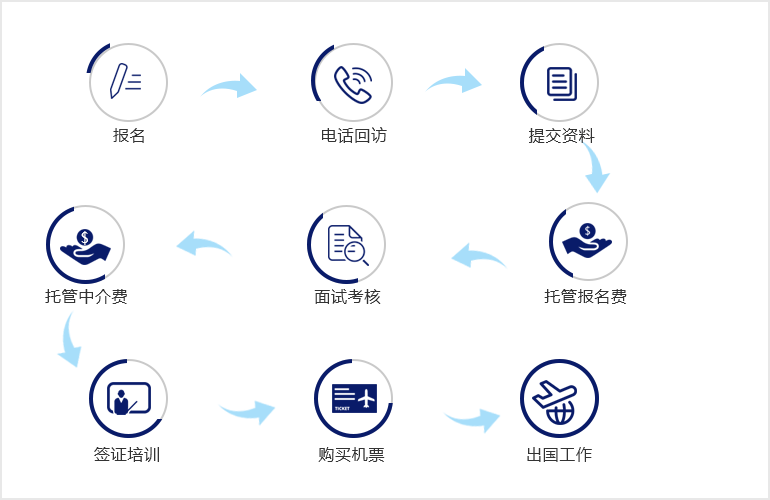 报名
电话回访
提交资料
托管报名费
面试考核
托管中介费
签证培训
购买机票
TICKET
出国工作